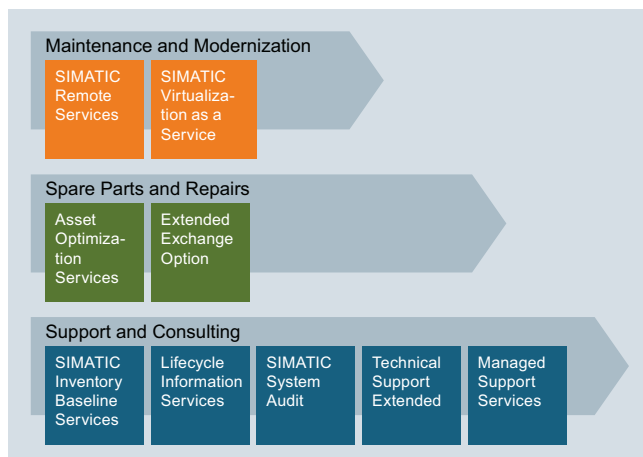 Maintenance and Modernization
SIMATIC
Remote
Services
SIMATIC
Virtualiza-
tion as a
Service
Spare Parts and Repairs
Asset
Optimiza-
tion
Services
Extended
Exchange
Option
Support and Consulting
SIMATIC
Inventory
Baseline
Services
Lifecycle
Information
Services
SIMATIC
System
Audit
Technical
Support
Extended
Managed
Support
Services